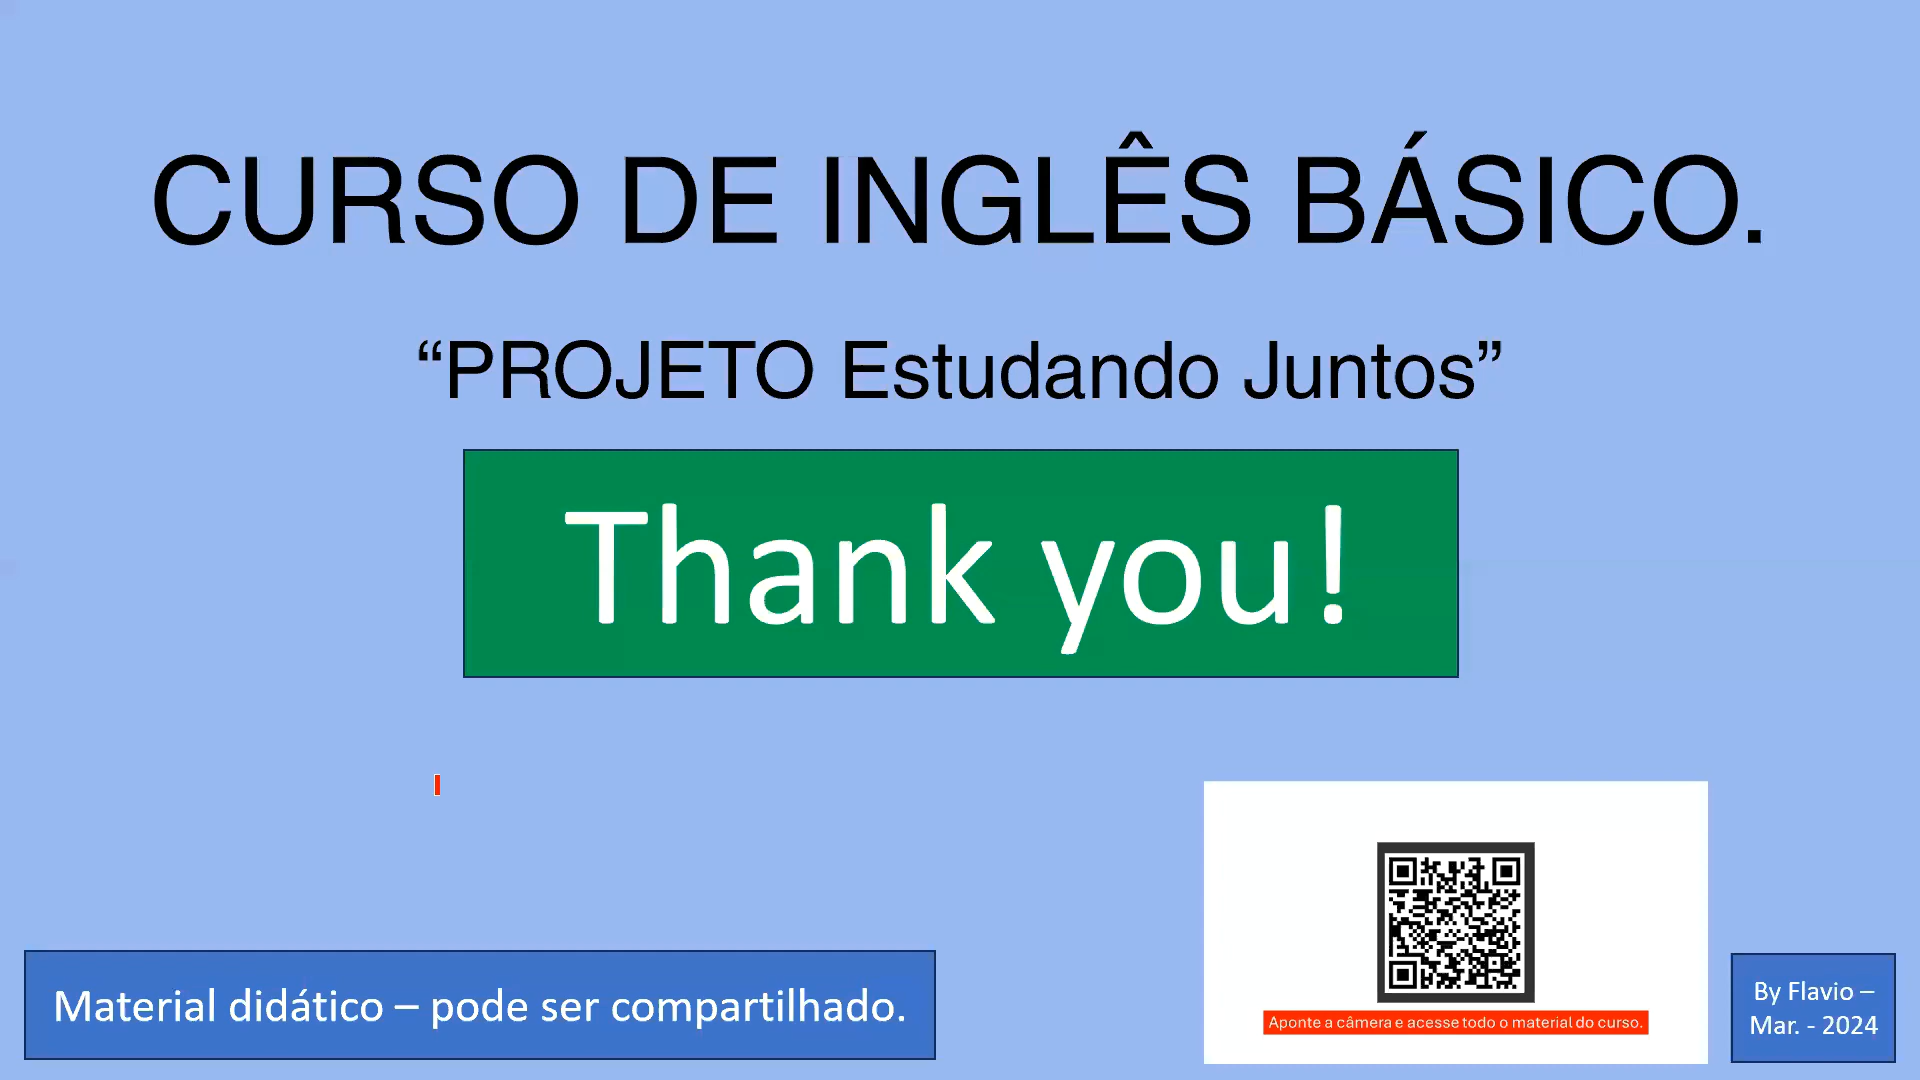 CURSO DE INGLÊS BÁSICO.
“PROJETO Estudando Juntos”
Thank you!
Material didático – pode ser compartilhado.
Aponte a câmera e acesse todo o material do curso.
By Flavio –
Mar. - 2024